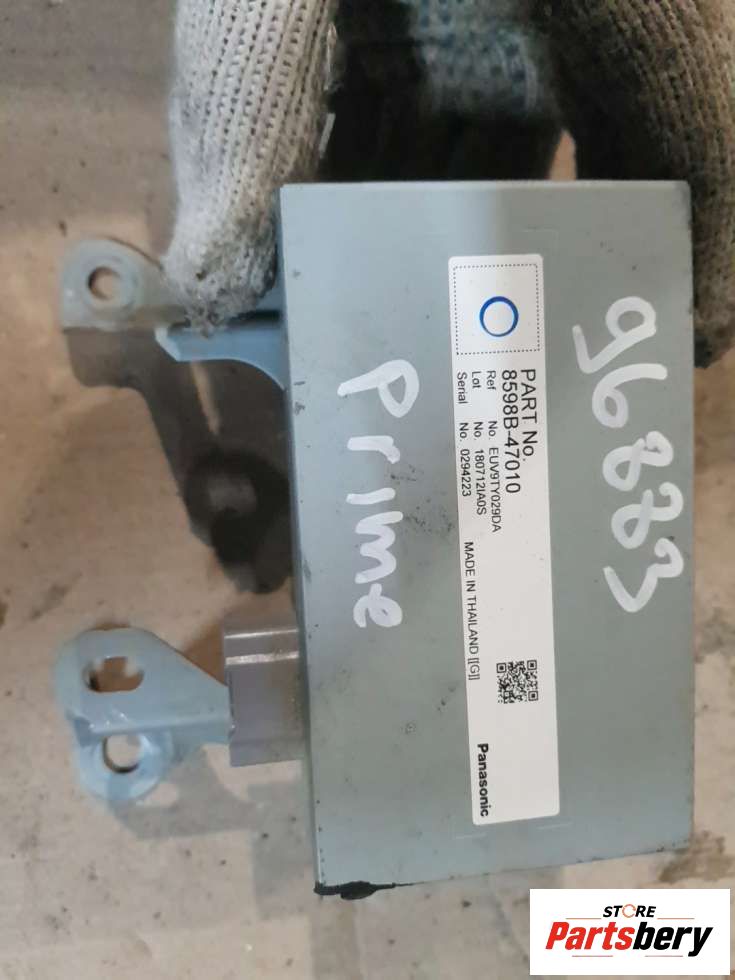 96883
PART No.
8598B-47010
Ref No. EUV9TY029DA
Lot No. 180712IA0S
Serial No. 0294223
MADE IN THAILAND [[G]]
Panasonic
Prime
STORE
Partsbery